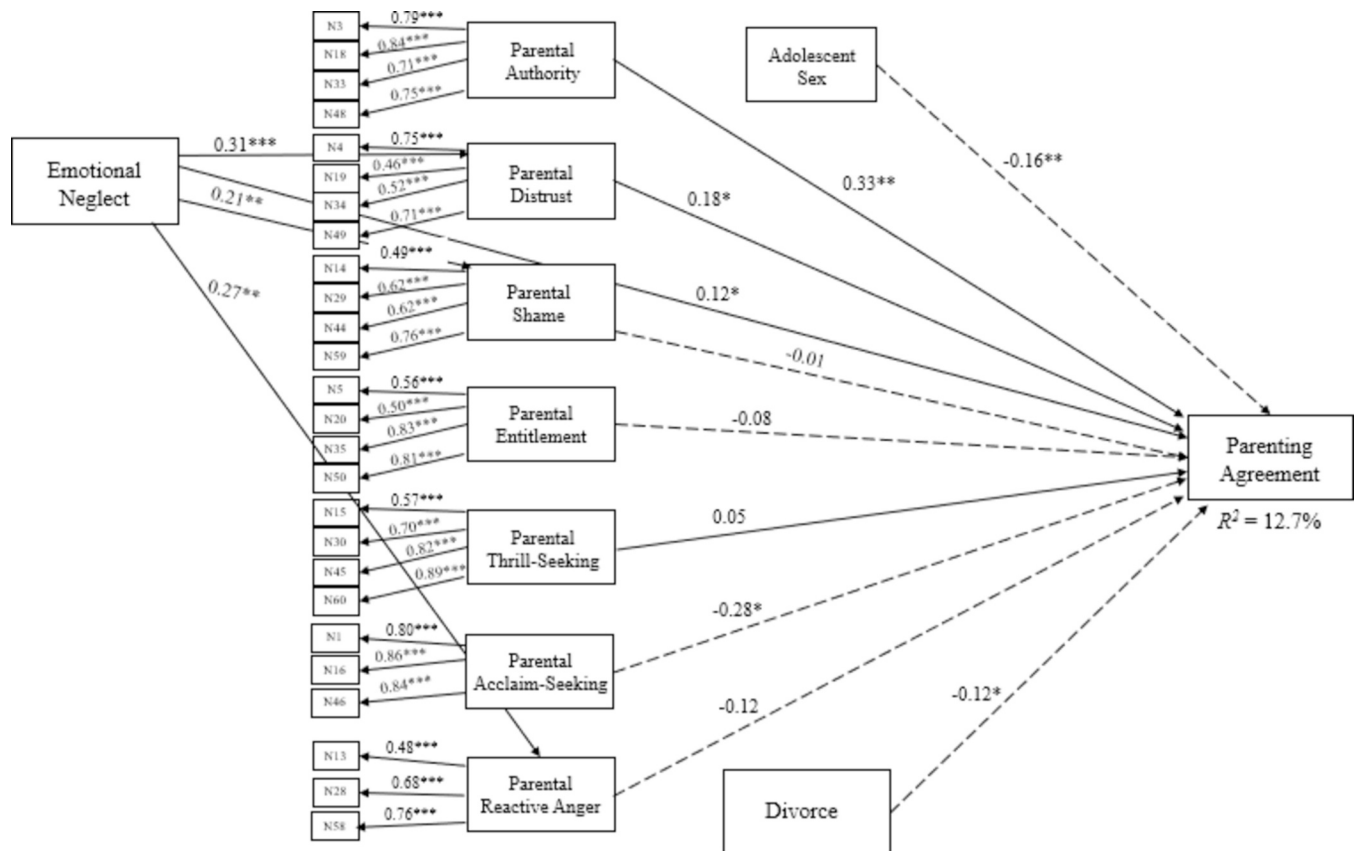 N3
0.79***
N18
0.84***
N33
0.71***
N48
0.75***
Parental
Authority
Adolescent
Sex
-0.16**
0.33**
Emotional
Neglect
0.31***
0.21**
0.27**
N4
0.75***
N19
0.46***
N34
0.52***
N49
0.71***
Parental
Distrust
0.18*
N14
0.49***
N29
0.62***
N44
0.62***
N59
0.76***
Parental
Shame
0.12*
-0.01
N5
0.56***
N20
0.50***
N35
0.83***
N50
0.81***
Parental
Entitlement
-0.08
Parenting
Agreement
R² = 12.7%
N15
0.57***
N30
0.70***
N45
0.82***
N60
0.89***
Parental
Thrill-Seeking
0.05
N1
0.80***
N16
0.86***
N46
0.84***
Parental
Acclaim-Seeking
-0.28*
N13
0.48***
N28
0.68***
N58
0.76***
Parental
Reactive Anger
-0.12
Divorce
-0.12*